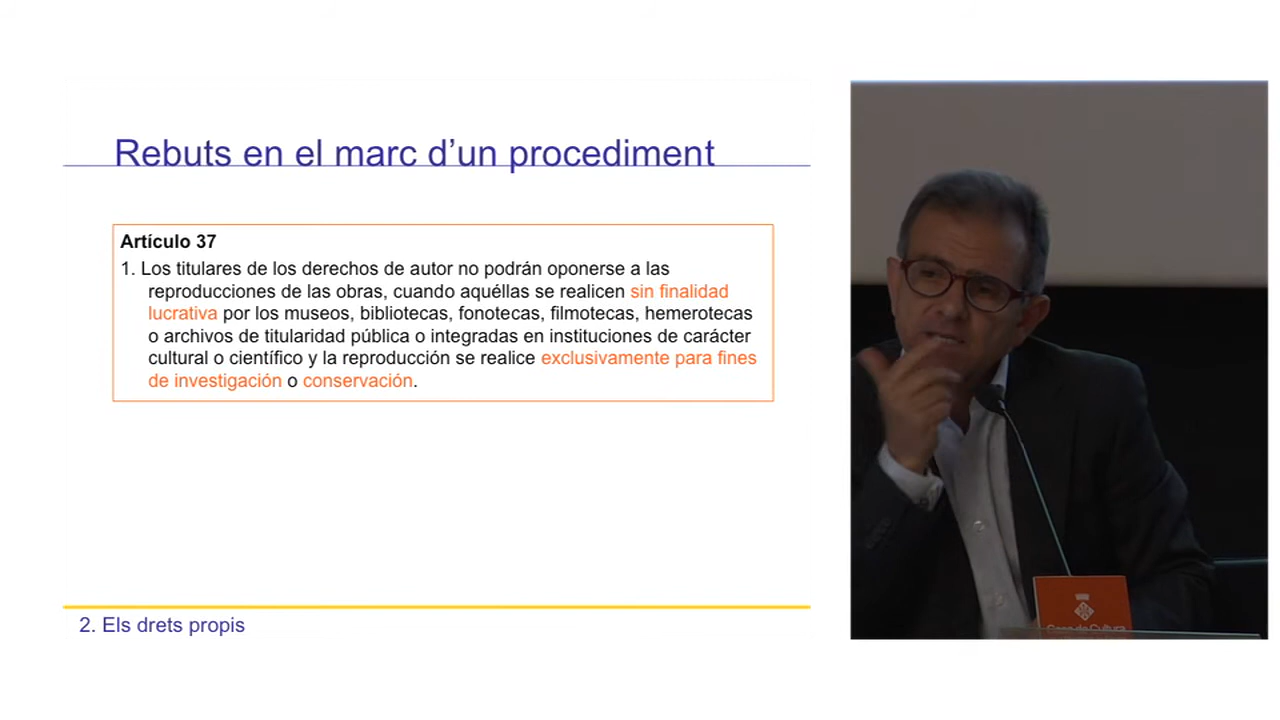 Rebuts en el marc d’un procediment
Artículo 37
1. Los titulares de los derechos de autor no podrán oponerse a las
reproducciones de las obras, cuando aquéllas se realicen sin finalidad
lucrativa por los museos, bibliotecas, fonotecas, filmotecas, hemerotecas
o archivos de titularidad pública o integradas en instituciones de carácter
cultural o científico y la reproducción se realice exclusivamente para fines
de investigación o conservación.
2. Els drets propis
Casa de Cultura